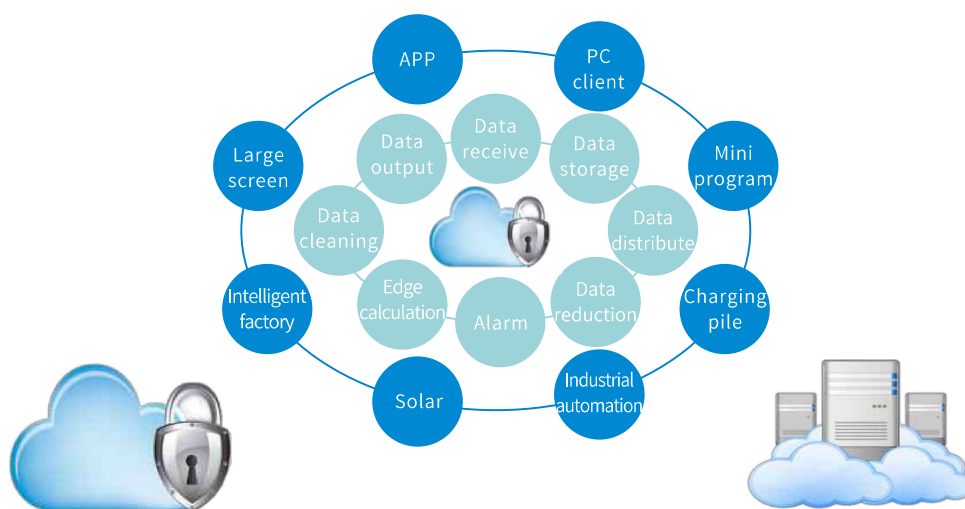 APP
PC
client
Large
screen
Mini
program
Data
output
Data
receive
Data
storage
Data
cleaning
Data
distribute
Intelligent
factory
Edge
calculation
Alarm
Data
reduction
Charging
pile
Solar
Industrial
automation